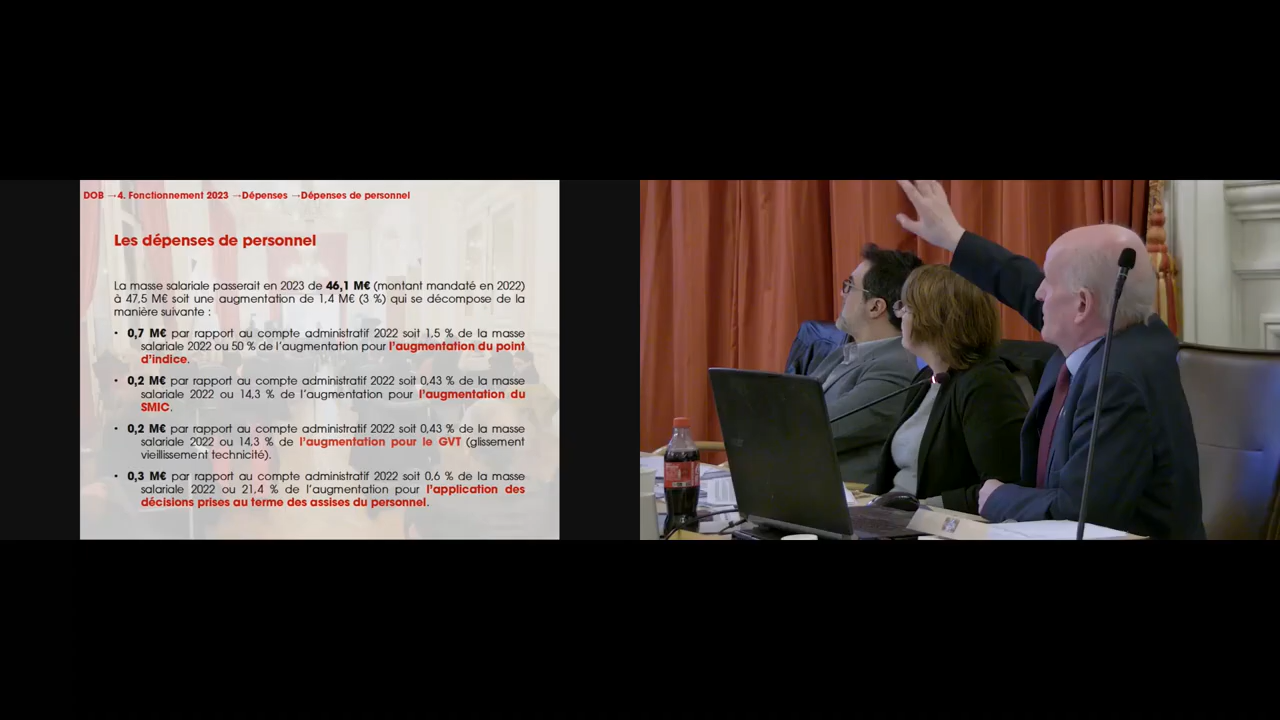 DOB →4. Fonctionnement 2023 →Dépenses →Dépenses de personnel
Les dépenses de personnel
La masse salariale passerait en 2023 de 46,1 M€ (montant mandaté en 2022)
à 47,5 M€ soit une augmentation de 1,4 M€ (3 %) qui se décompose de la
manière suivante :
• 0,7 M€ par rapport au compte administratif 2022 soit 1,5 % de la masse
salariale 2022 ou 50 % de l'augmentation pour l'augmentation du point
d'indice.
• 0,2 M€ par rapport au compte administratif 2022 soit 0,43 % de la masse
salariale 2022 ou 14,3 % de l'augmentation pour l'augmentation du
SMIC.
• 0,2 M€ par rapport au compte administratif 2022 soit 0,43 % de la masse
salariale 2022 ou 14,3 % de l'augmentation pour le GVT (glissement
vieillissement technicité).
• 0,3 M€ par rapport au compte administratif 2022 soit 0,6 % de la masse
salariale 2022 ou 21,4 % de l'augmentation pour l'application des
décisions prises au terme des assises du personnel.